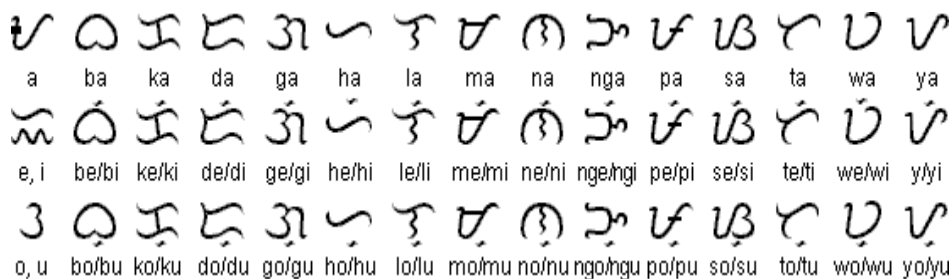 ᜀ ᜊ ᜃ ᜇ ᜄ ᜑ ᜎ ᜋ ᜈ ᜅ ᜉ ᜐ ᜆ ᜏ ᜌ
a ba ka da ga ha la ma na nga pa sa ta wa ya
ᜁ ᜊᜒ ᜃᜒ ᜇᜒ ᜄᜒ ᜑᜒ ᜎᜒ ᜋᜒ ᜈᜒ ᜅᜒ ᜉᜒ ᜐᜒ ᜆᜒ ᜏᜒ ᜌᜒ
e, i be/bi ke/ki de/di ge/gi he/hi le/li me/mi ne/ni nge/ngi pe/pi se/si te/ti we/wi y/yi
ᜂ ᜊᜓ ᜃᜓ ᜇᜓ ᜄᜓ ᜑᜓ ᜎᜓ ᜋᜓ ᜈᜓ ᜅᜓ ᜉᜓ ᜐᜓ ᜆᜓ ᜏᜓ ᜌᜓ
o, u bo/bu ko/ku do/du go/gu ho/hu lo/lu mo/mu no/nu ngo/ngu po/pu so/su to/tu wo/wu yo/yu